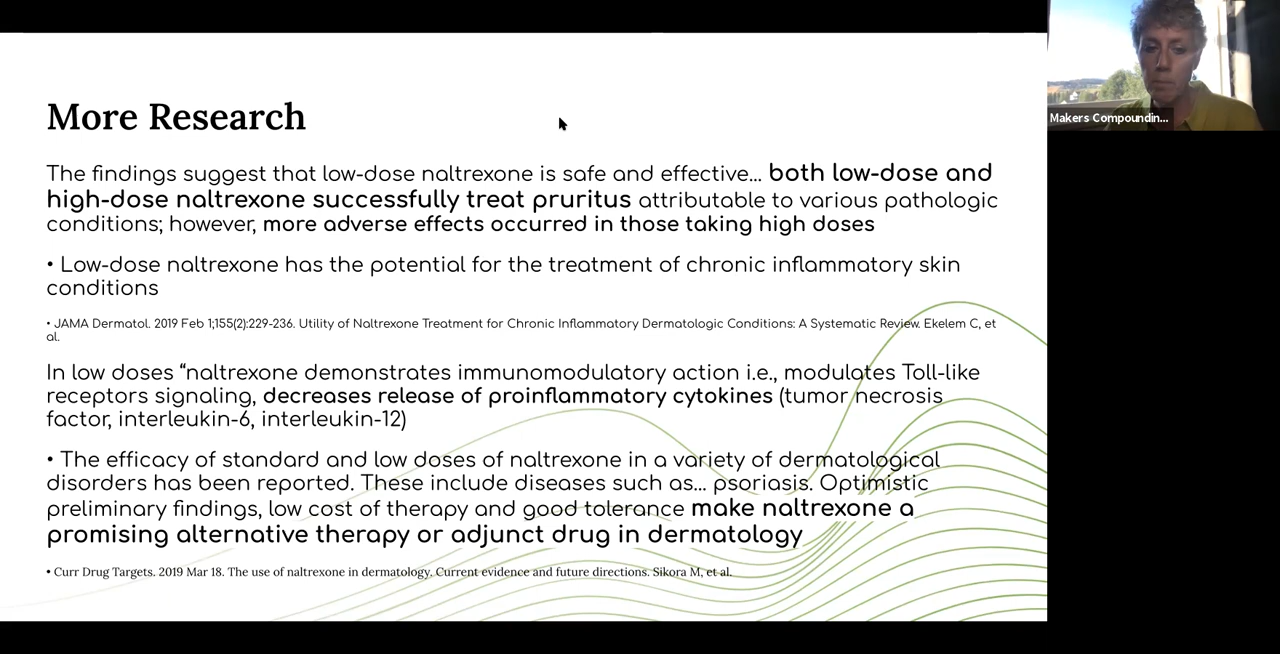 More Research
The findings suggest that low-dose naltrexone is safe and effective... both low-dose and
high-dose naltrexone successfully treat pruritus attributable to various pathologic
conditions; however, more adverse effects occurred in those taking high doses
• Low-dose naltrexone has the potential for the treatment of chronic inflammatory skin
conditions
• JAMA Dermatol. 2019 Feb 1;155(2):229-236. Utility of Naltrexone Treatment for Chronic Inflammatory Dermatologic Conditions: A Systematic Review. Ekelem C, et
al.
In low doses “naltrexone demonstrates immunomodulatory action i.e., modulates Toll-like
receptors signaling, decreases release of proinflammatory cytokines (tumor necrosis
factor, interleukin-6, interleukin-12)
• The efficacy of standard and low doses of naltrexone in a variety of dermatological
disorders has been reported. These include diseases such as... psoriasis. Optimistic
preliminary findings, low cost of therapy and good tolerance make naltrexone a
promising alternative therapy or adjunct drug in dermatology
• Curr Drug Targets. 2019 Mar 18. The use of naltrexone in dermatology. Current evidence and future directions. Sikora M, et al.
Makers Compoundin...